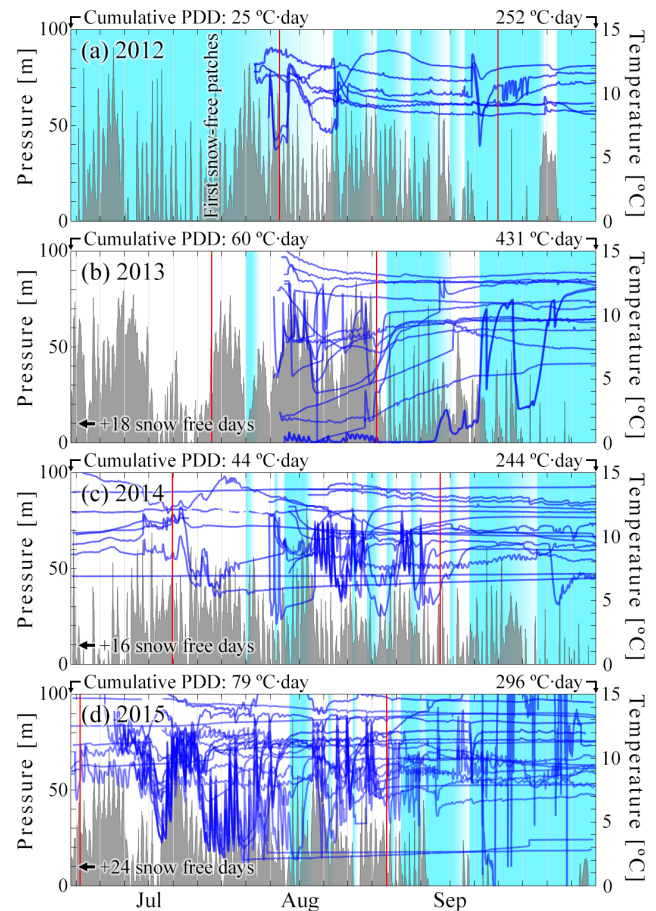 Cumulative PDD: 25 ºC·day 252 ºC·day
100 (a) 2012 15
Pressure [m]
50
0
First snow-free patches
Temperature [ºC]
10
5
0
Cumulative PDD: 60 ºC·day 431 ºC·day
100 (b) 2013 15
Pressure [m]
50
0
+18 snow free days
Temperature [ºC]
10
5
0
Cumulative PDD: 44 ºC·day 244 ºC·day
100 (c) 2014 15
Pressure [m]
50
0
+16 snow free days
Temperature [ºC]
10
5
0
Cumulative PDD: 79 ºC·day 296 ºC·day
100 (d) 2015 15
Pressure [m]
50
0
+24 snow free days
Temperature [ºC]
10
5
0
Jul Aug Sep